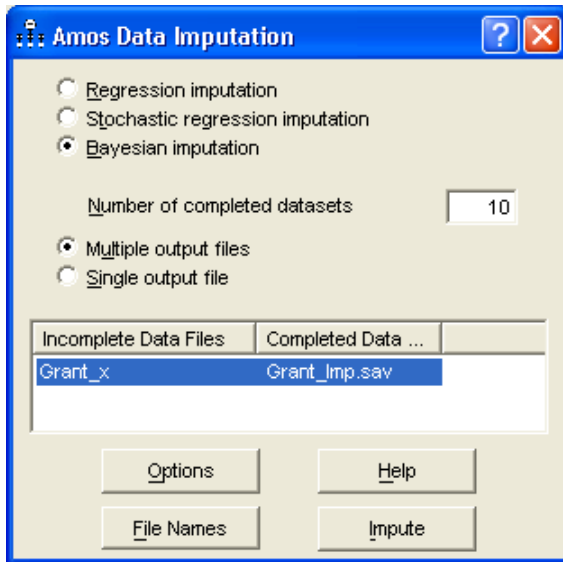 Amos Data Imputation
Regression imputation
Stochastic regression imputation
Bayesian imputation
Number of completed datasets 10
Multiple output files
Single output file
Incomplete Data Files Completed Data ...
Grant_x Grant_Imp.sav
Options Help
File Names Impute